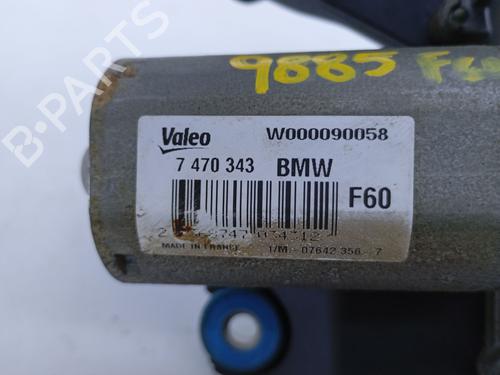 9885 F60
Valeo W000090058
7 470 343 BMW
F60
MADE IN FRANCE T/M 07642 356 7
B-PARTS